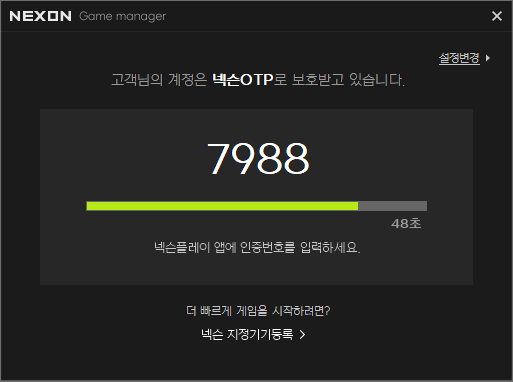 NEXON Game manager
설정변경
고객님의 계정은 넥슨OTP로 보호받고 있습니다.
7988
48초
넥슨플레이 앱에 인증번호를 입력하세요.
더 빠르게 게임을 시작하려면?
넥슨 지정기기등록